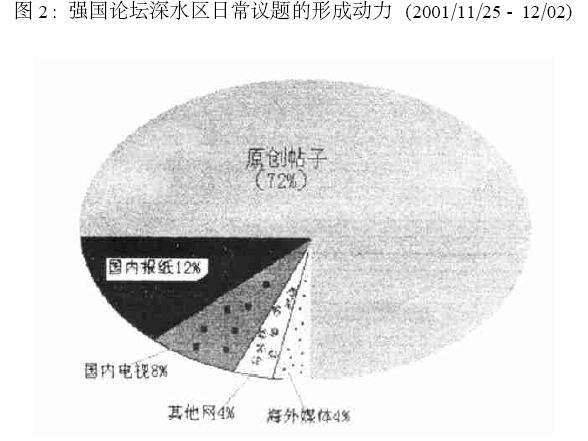 图 2：强国论坛深水区日常议题的形成动力 (2001/11/25 - 12/02)
原创帖子
(72%)
国内报纸12%
国内电视8%
其他网4%
海外媒体4%